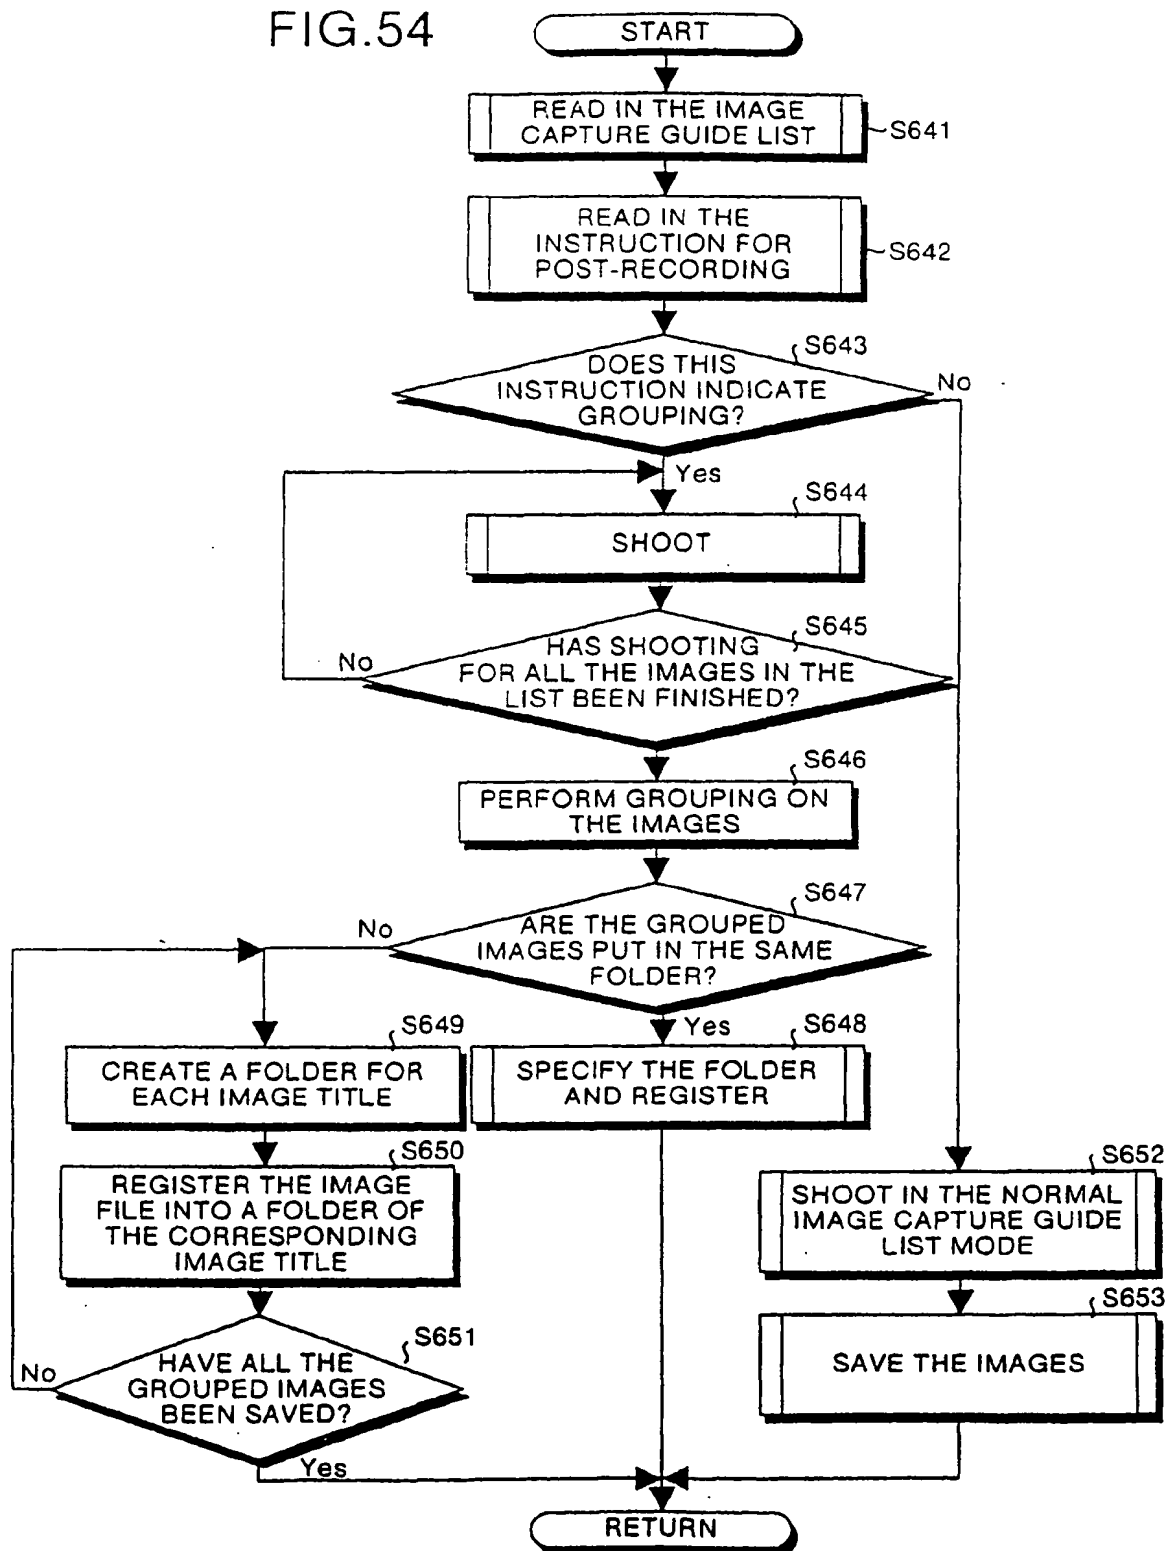 FIG.54
START
READ IN THE IMAGE
CAPTURE GUIDE LIST
S641
READ IN THE
INSTRUCTION FOR
POST-RECORDING
S642
S643
DOES THIS
INSTRUCTION INDICATE
GROUPING?
No
Yes
S644
SHOOT
S645
HAS SHOOTING
FOR ALL THE IMAGES IN THE
LIST BEEN FINISHED?
No
S646
PERFORM GROUPING ON
THE IMAGES
S647
ARE THE GROUPED
IMAGES PUT IN THE SAME
FOLDER?
No
Yes
S649
CREATE A FOLDER FOR
EACH IMAGE TITLE
S648
SPECIFY THE FOLDER
AND REGISTER
S650
REGISTER THE IMAGE
FILE INTO A FOLDER OF
THE CORRESPONDING
IMAGE TITLE
S652
SHOOT IN THE NORMAL
IMAGE CAPTURE GUIDE
LIST MODE
S653
SAVE THE IMAGES
S651
HAVE ALL THE
GROUPED IMAGES
BEEN SAVED?
No
Yes
RETURN